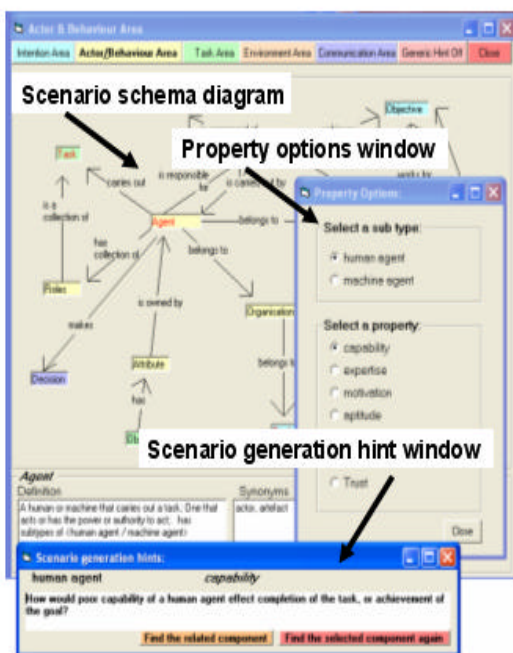 Actor & Behaviour Area
Intention Area Actor/Behaviour Area Task Area Environment Area Communication Area Generic Hint Off Close
Scenario schema diagram
Objective
Property options window
Task
carries out
is responsible
is carried out by
Property Options:
is a
collection of
Select a sub type:
Agent
belongs to
human agent
has
collection of
belongs to
machine agent
Roles
is owned by
Organisation
Select a property:
makes
capability
expertise
Attribute
belongs
motivation
Decision
has
aptitude
Scenario generation hint window
Agent
Trust
Definition Synonyms
A human or machine that carries out a task. One that
actor, artefact
acts or has the power or authority to act; has
subtypes of (human agent / machine agent)
Close
Scenario generation hints:
human agent capability
How would poor capability of a human agent effect completion of the task, or achievement of
the goal?
Find the related component Find the selected component again